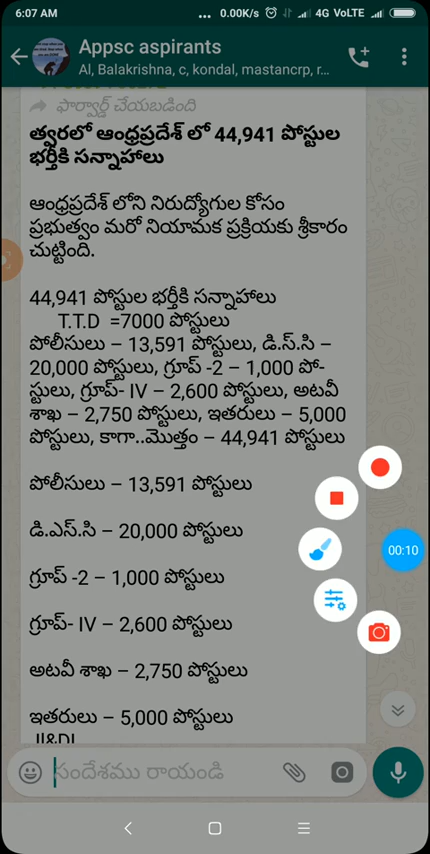 6:07 AM ... 0.00K/s 4G VoLTE
Appsc aspirants
Al, Balakrishna, c, kondal, mastancrp, r...
ఫార్వార్డ్ చేయబడింది
త్వరలో ఆంధ్రప్రదేశ్ లో 44,941 పోస్టుల
భర్తీకి సన్నాహాలు
ఆంధ్రప్రదేశ్ లోని నిరుద్యోగుల కోసం
ప్రభుత్వం మరో నియామక ప్రక్రియకు శ్రీకారం
చుట్టింది.
44,941 పోస్టుల భర్తీకి సన్నాహాలు
T.T.D =7000 పోస్టులు
పోలీసులు – 13,591 పోస్టులు, డి.స్.సి –
20,000 పోస్టులు, గ్రూప్ -2 – 1,000 పో-
స్టులు, గ్రూప్- IV – 2,600 పోస్టులు, అటవీ
శాఖ – 2,750 పోస్టులు, ఇతరులు – 5,000
పోస్టులు, కాగా..మొత్తం – 44,941 పోస్టులు
పోలీసులు – 13,591 పోస్టులు
డి.ఎస్.సి – 20,000 పోస్టులు
00:10
గ్రూప్ -2 – 1,000 పోస్టులు
గ్రూప్- IV – 2,600 పోస్టులు
అటవీ శాఖ – 2,750 పోస్టులు
ఇతరులు – 5,000 పోస్టులు
సందేశము రాయండి